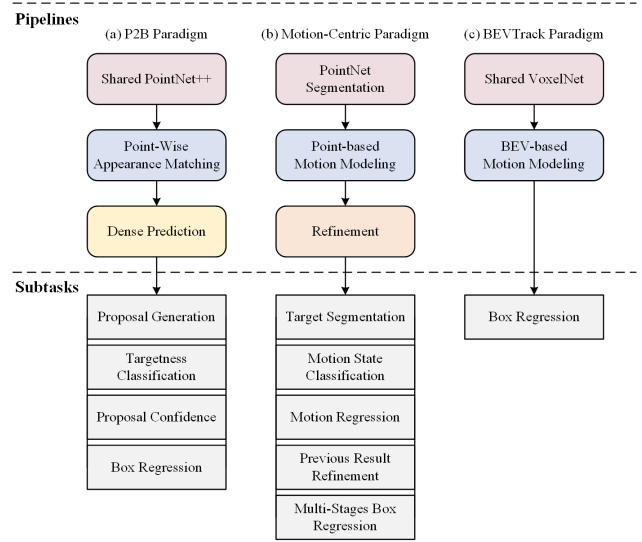 Pipelines
(a) P2B Paradigm
(b) Motion-Centric Paradigm
(c) BEVTrack Paradigm
Shared PointNet++
PointNet
Segmentation
Shared VoxelNet
Point-Wise
Appearance Matching
Point-based
Motion Modeling
BEV-based
Motion Modeling
Dense Prediction
Refinement
Subtasks
Proposal Generation
Targetness
Classification
Proposal Confidence
Box Regression
Target Segmentation
Motion State
Classification
Motion Regression
Previous Result
Refinement
Multi-Stages Box
Regression
Box Regression